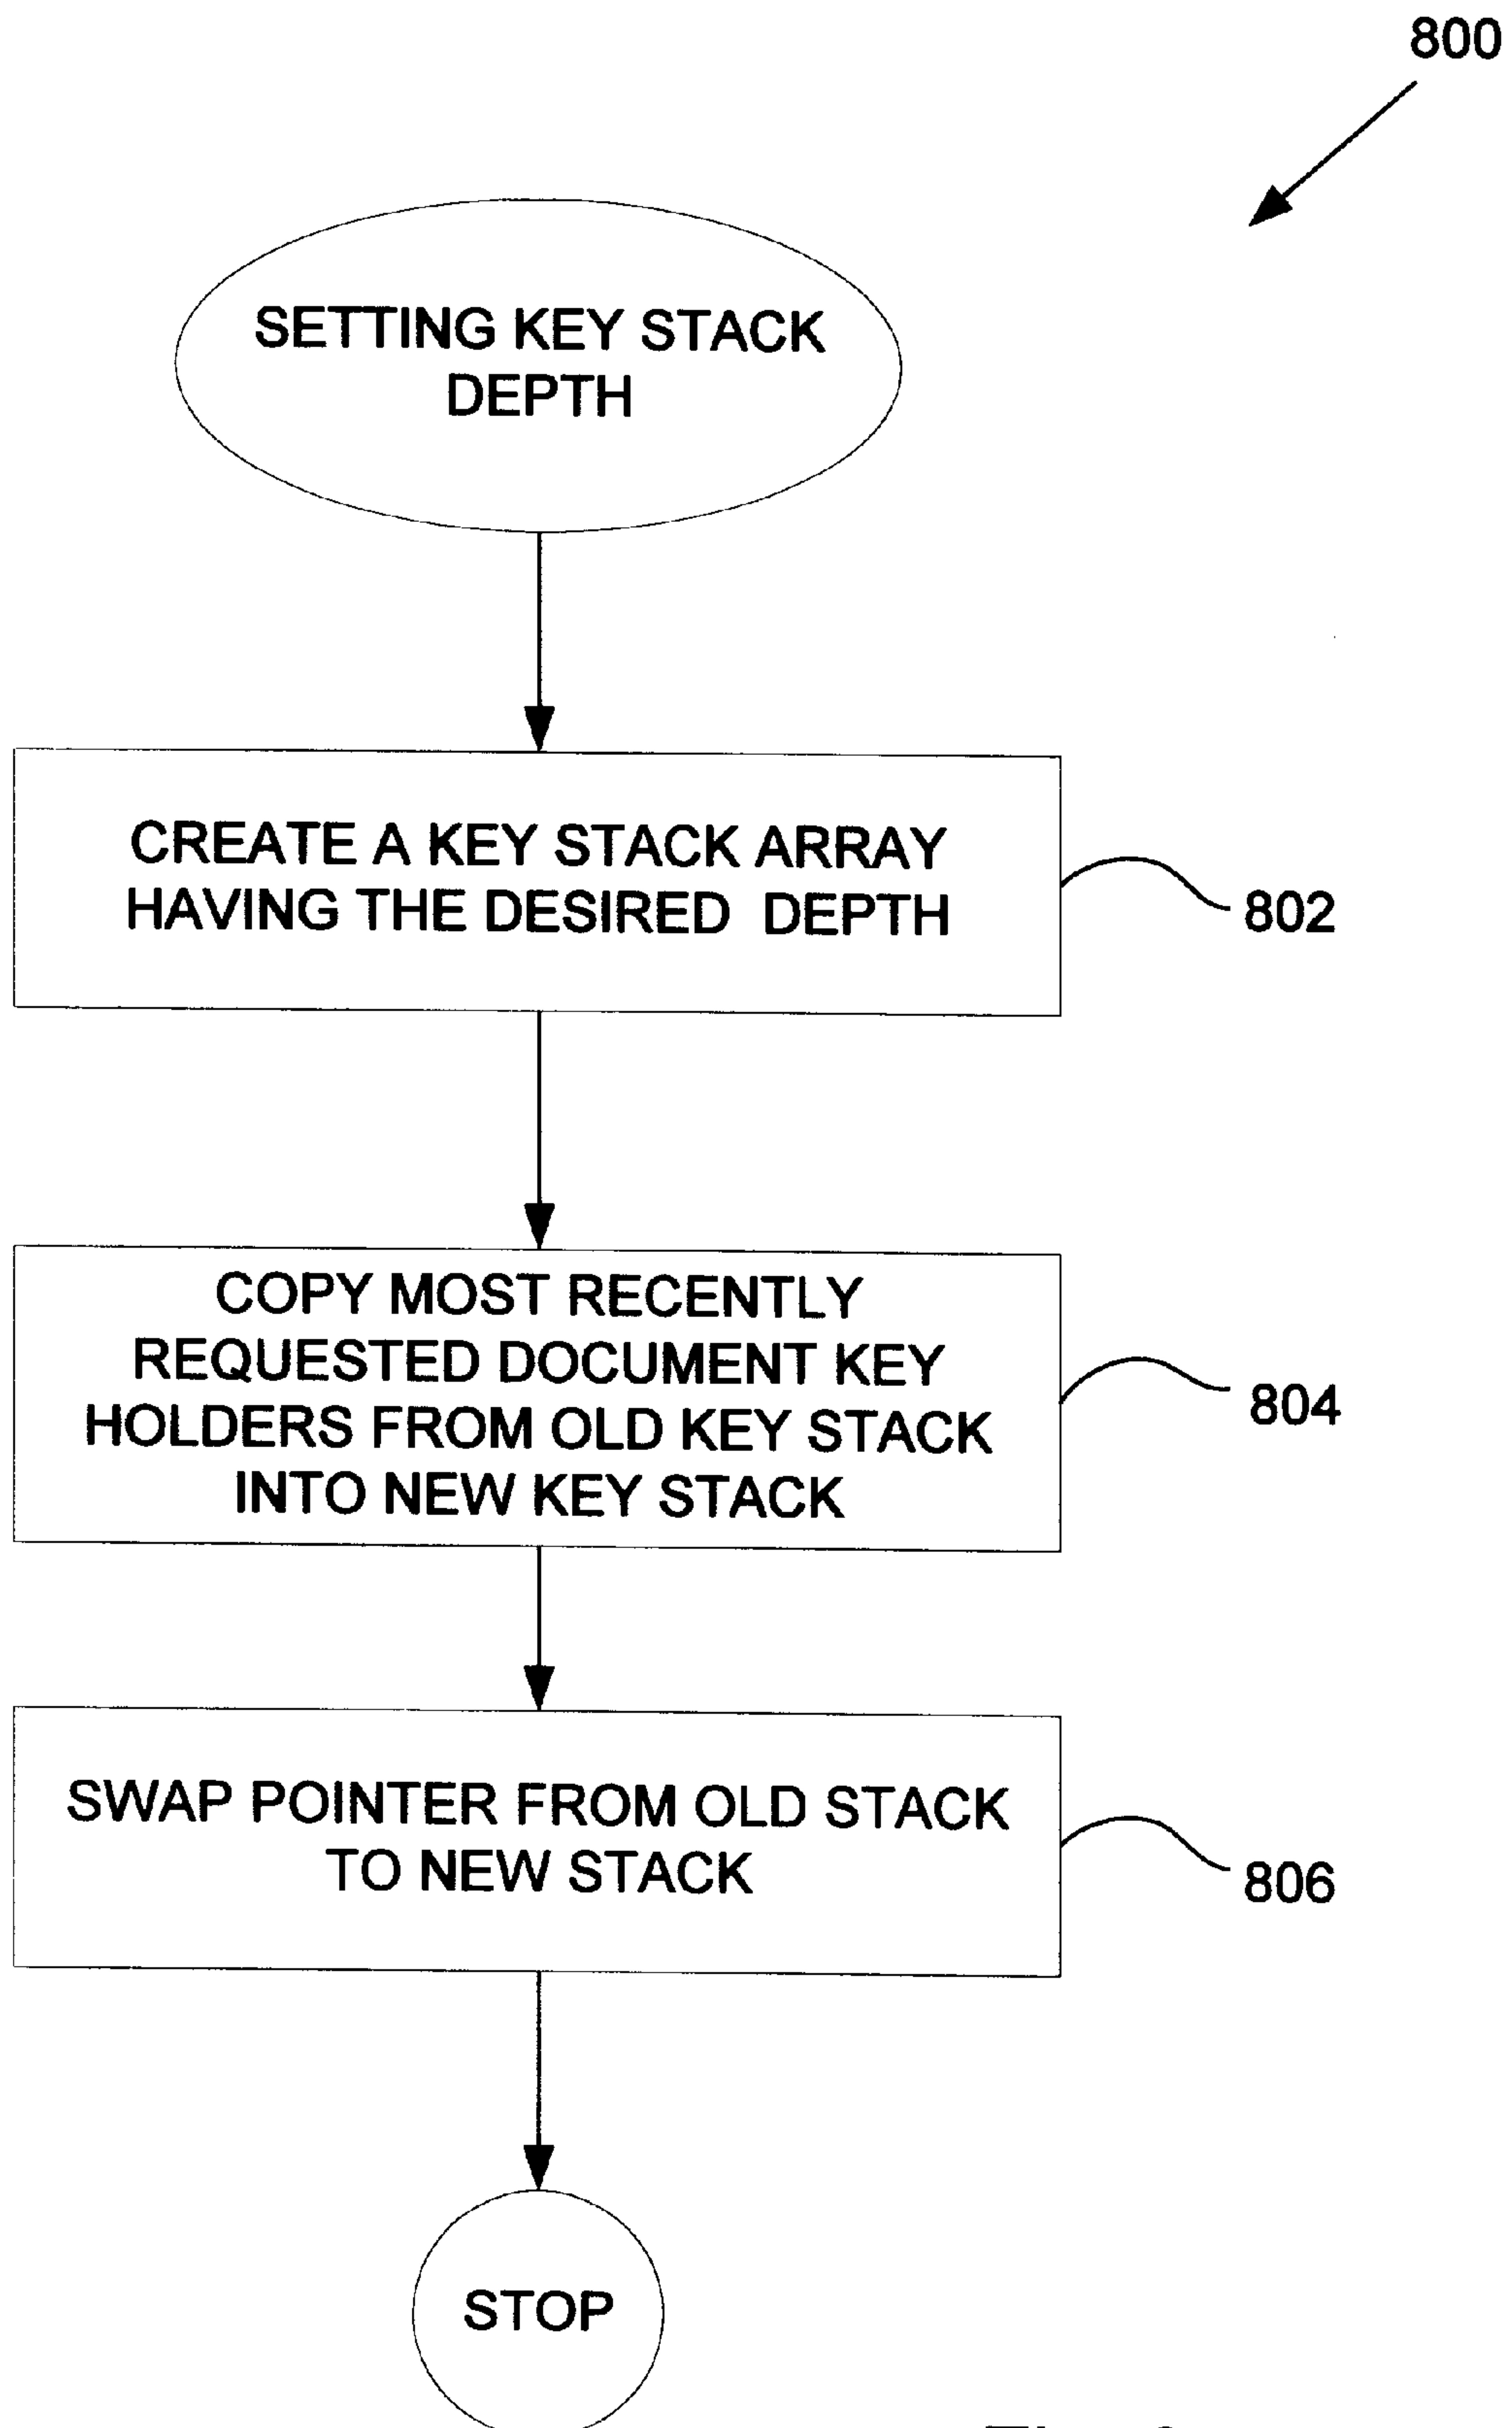 800
SETTING KEY STACK
DEPTH
CREATE A KEY STACK ARRAY
HAVING THE DESIRED DEPTH
802
COPY MOST RECENTLY
REQUESTED DOCUMENT KEY
HOLDERS FROM OLD KEY STACK
INTO NEW KEY STACK
804
SWAP POINTER FROM OLD STACK
TO NEW STACK
806
STOP